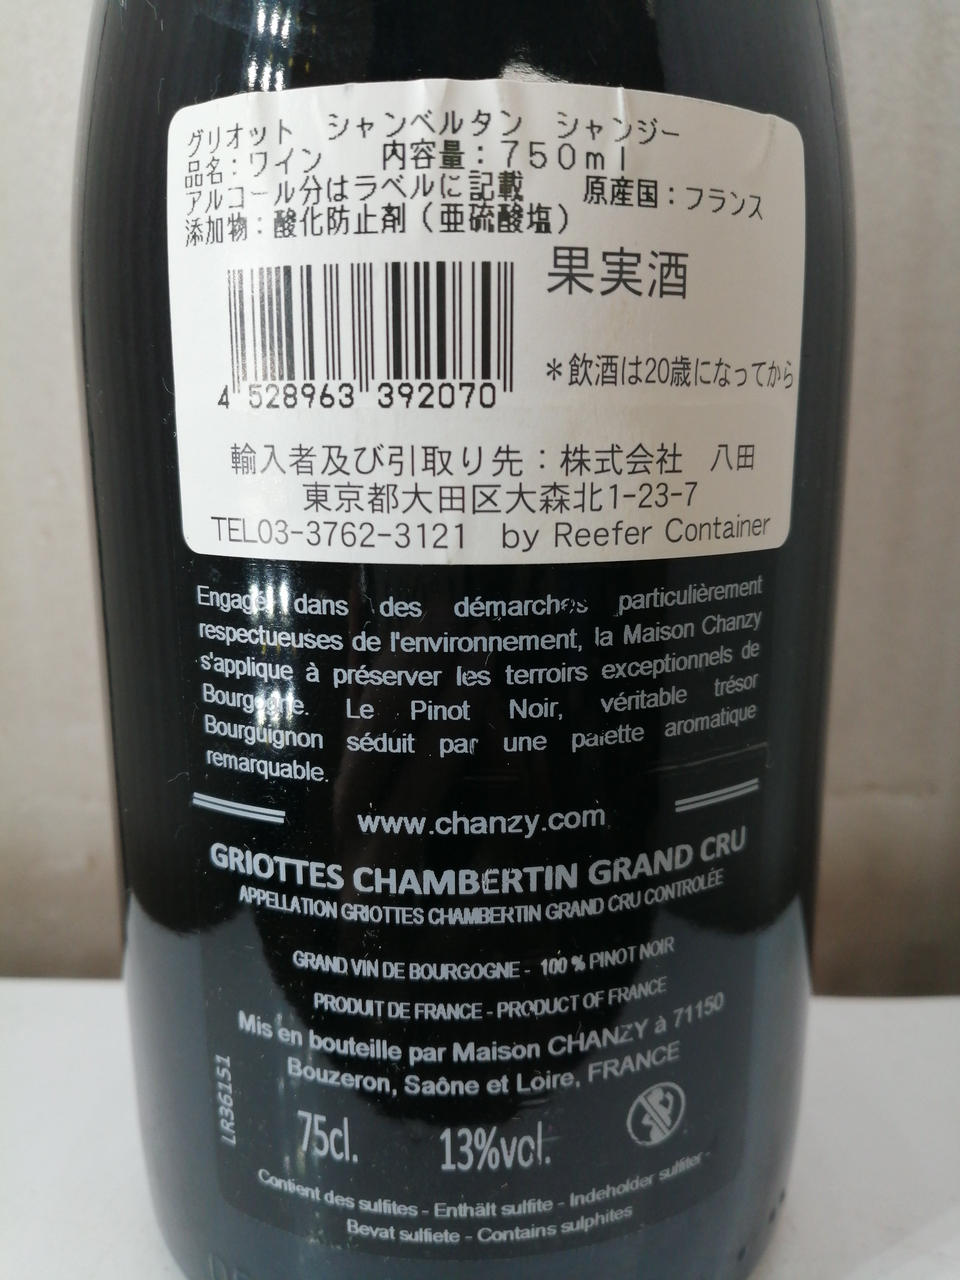 グリオット シャンベルタン シャンジー
品名：ワイン 内容量：750ml
アルコール分はラベルに記載 原産国：フランス
添加物：酸化防止剤（亜硫酸塩）
果実酒
4 528963 392070
＊飲酒は20歳になってから
輸入者及び引取り先：株式会社 八田
東京都大田区大森北1-23-7
TEL03-3762-3121 by Reefer Container
Engagée dans des démarches particulièrement
respectueuses de l'environnement, la Maison Chanzy
s'applique à préserver les terroirs exceptionnels de
Bourgogne. Le Pinot Noir, véritable trésor
Bourguignon séduit par une palette aromatique
remarquable.
www.chanzy.com
GRIOTTES CHAMBERTIN GRAND CRU
APPELLATION GRIOTTES CHAMBERTIN GRAND CRU CONTROLÉE
GRAND VIN DE BOURGOGNE - 100 % PINOT NOIR
PRODUIT DE FRANCE - PRODUCT OF FRANCE
Mis en bouteille par Maison CHANZY à 71150
Bouzeron, Saône et Loire, FRANCE
LR36151
75cl. 13%vol.
Contient des sulfites - Enthält sulfite - Indeholder sulfiter -
Bevat sulfiete - Contains sulphites